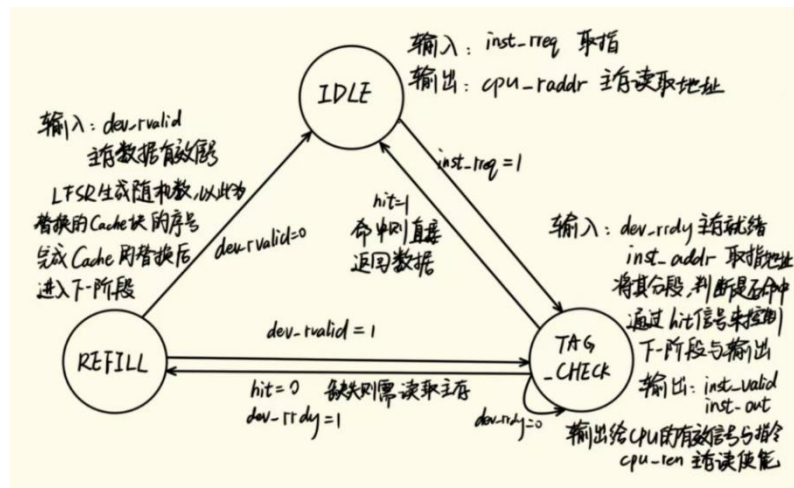 输入：inst_rreq 取指
输出：cpu_raddr 主存读取地址
IDLE
输入：dev_rvalid
主存数据有效信号
LFSR生成随机数，以此为
替换的Cache块的序号
完成Cache的替换后
进入下一阶段
dev_rvalid=0
inst_rreq=1
hit=1
命中则直接
返回数据
输入：dev_rrdy 主存就绪
inst_addr 取指地址
将其分段，判断是否命中
通过hit信号来控制
下一阶段与输出
输出：inst_valid
inst_out
输出给CPU的有效信号与指令
cpu_ren 主存读使能
REFILL
dev_rvalid=1
TAG
_CHECK
hit=0 缺失则需读取主存
dev_rrdy=1
dev_rrdy=0